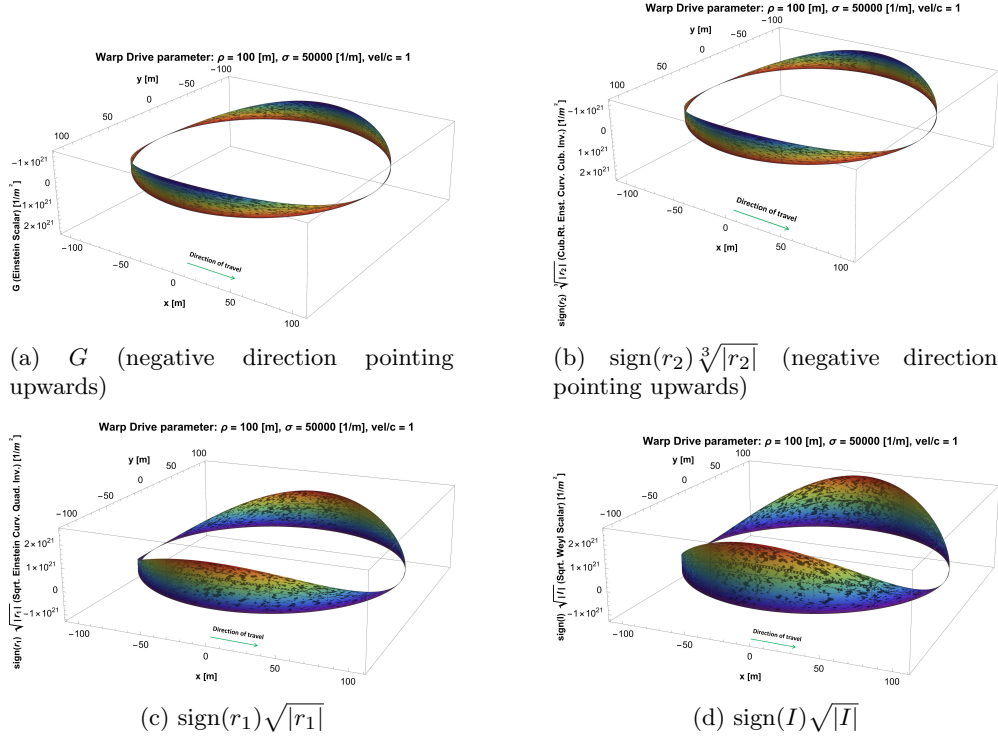 Warp Drive parameter: ρ = 100 [m], σ = 50000 [1/m], vel/c = 1
y [m]
-100
-50
0
50
100
-1×10²¹
0
1×10²¹
2×10²¹
G (Einstein Scalar) [1/m²]
-100
-50
0
50
100
x [m]
Direction of travel
(a) G (negative direction pointing
upwards)
Warp Drive parameter: ρ = 100 [m], σ = 50000 [1/m], vel/c = 1
y [m]
-100
-50
0
50
100
-1×10²¹
0
1×10²¹
2×10²¹
sign(r₂) ∛|r₂| (Cub.Rt. Enst. Curv. Cub. Inv.) [1/m²]
-100
-50
0
50
100
x [m]
Direction of travel
(b) sign(r₂)∛|r₂| (negative direction
pointing upwards)
Warp Drive parameter: ρ = 100 [m], σ = 50000 [1/m], vel/c = 1
y [m]
100
50
0
-50
-100
2×10²¹
1×10²¹
0
-1×10²¹
sign(r₁) √|r₁| (Sqrt. Einstein Curv. Quad. Inv.) [1/m²]
-100
-50
0
50
100
x [m]
Direction of travel
(c) sign(r₁)√|r₁|
Warp Drive parameter: ρ = 100 [m], σ = 50000 [1/m], vel/c = 1
y [m]
100
50
0
-50
-100
2×10²¹
1×10²¹
0
-1×10²¹
sign(I) √|I| (Sqrt. Weyl Scalar) [1/m²]
-100
-50
0
50
100
x [m]
Direction of travel
(d) sign(I)√|I|